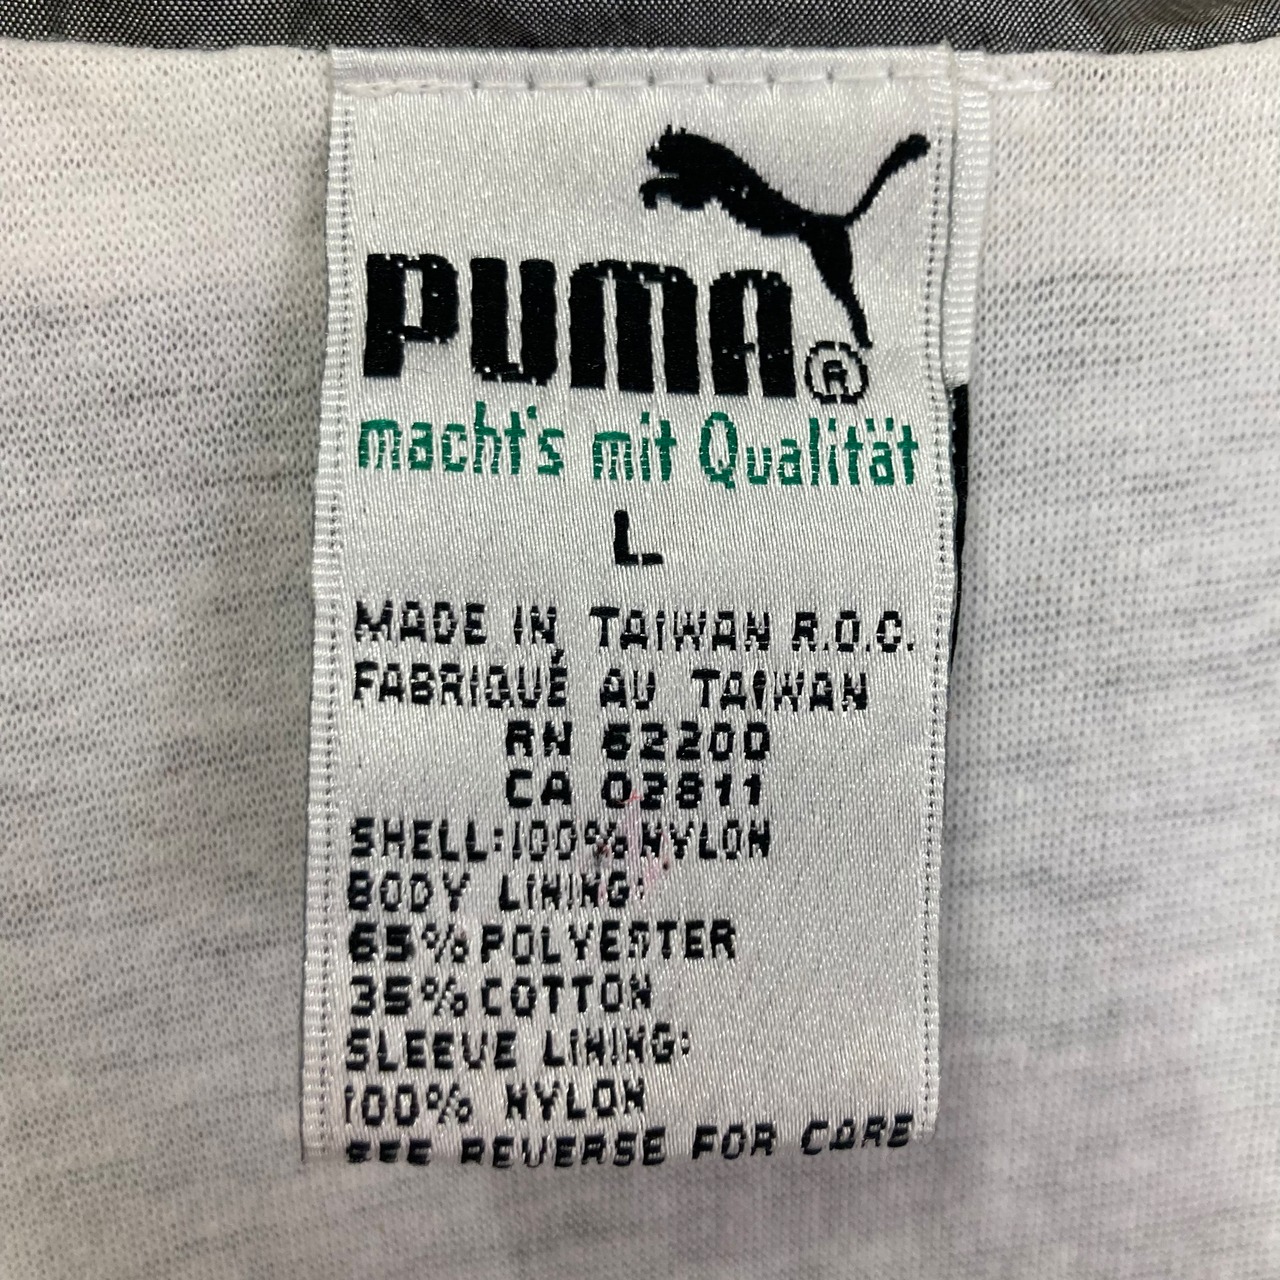 PUMA®
macht's mit Qualität
L
MADE IN TAIWAN R.O.C.
FABRIQUÉ AU TAIWAN
RN 62200
CA 02811
SHELL:100%NYLON
BODY LINING:
65%POLYESTER
35%COTTON
SLEEVE LINING:
100% NYLON
SEE REVERSE FOR CARE